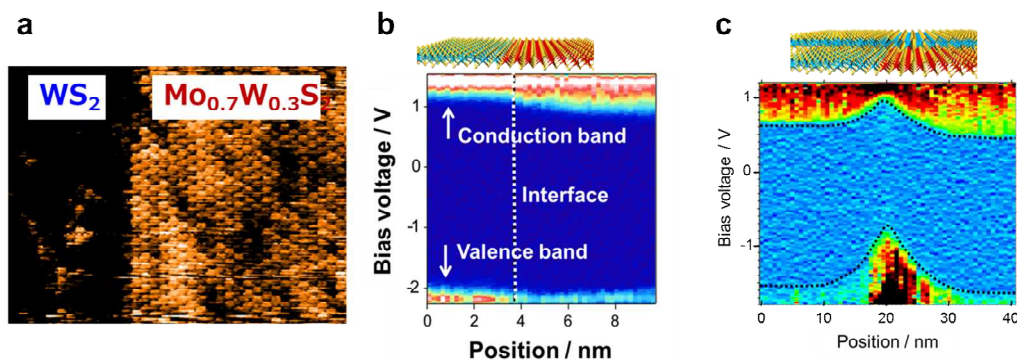 a
WS2
Mo0.7W0.3S2
b
Bias voltage / V
1
0
-1
-2
Conduction band
Interface
Valence band
0
2
4
6
8
Position / nm
c
Bias voltage / V
1
0
-1
0
10
20
30
40
Position / nm